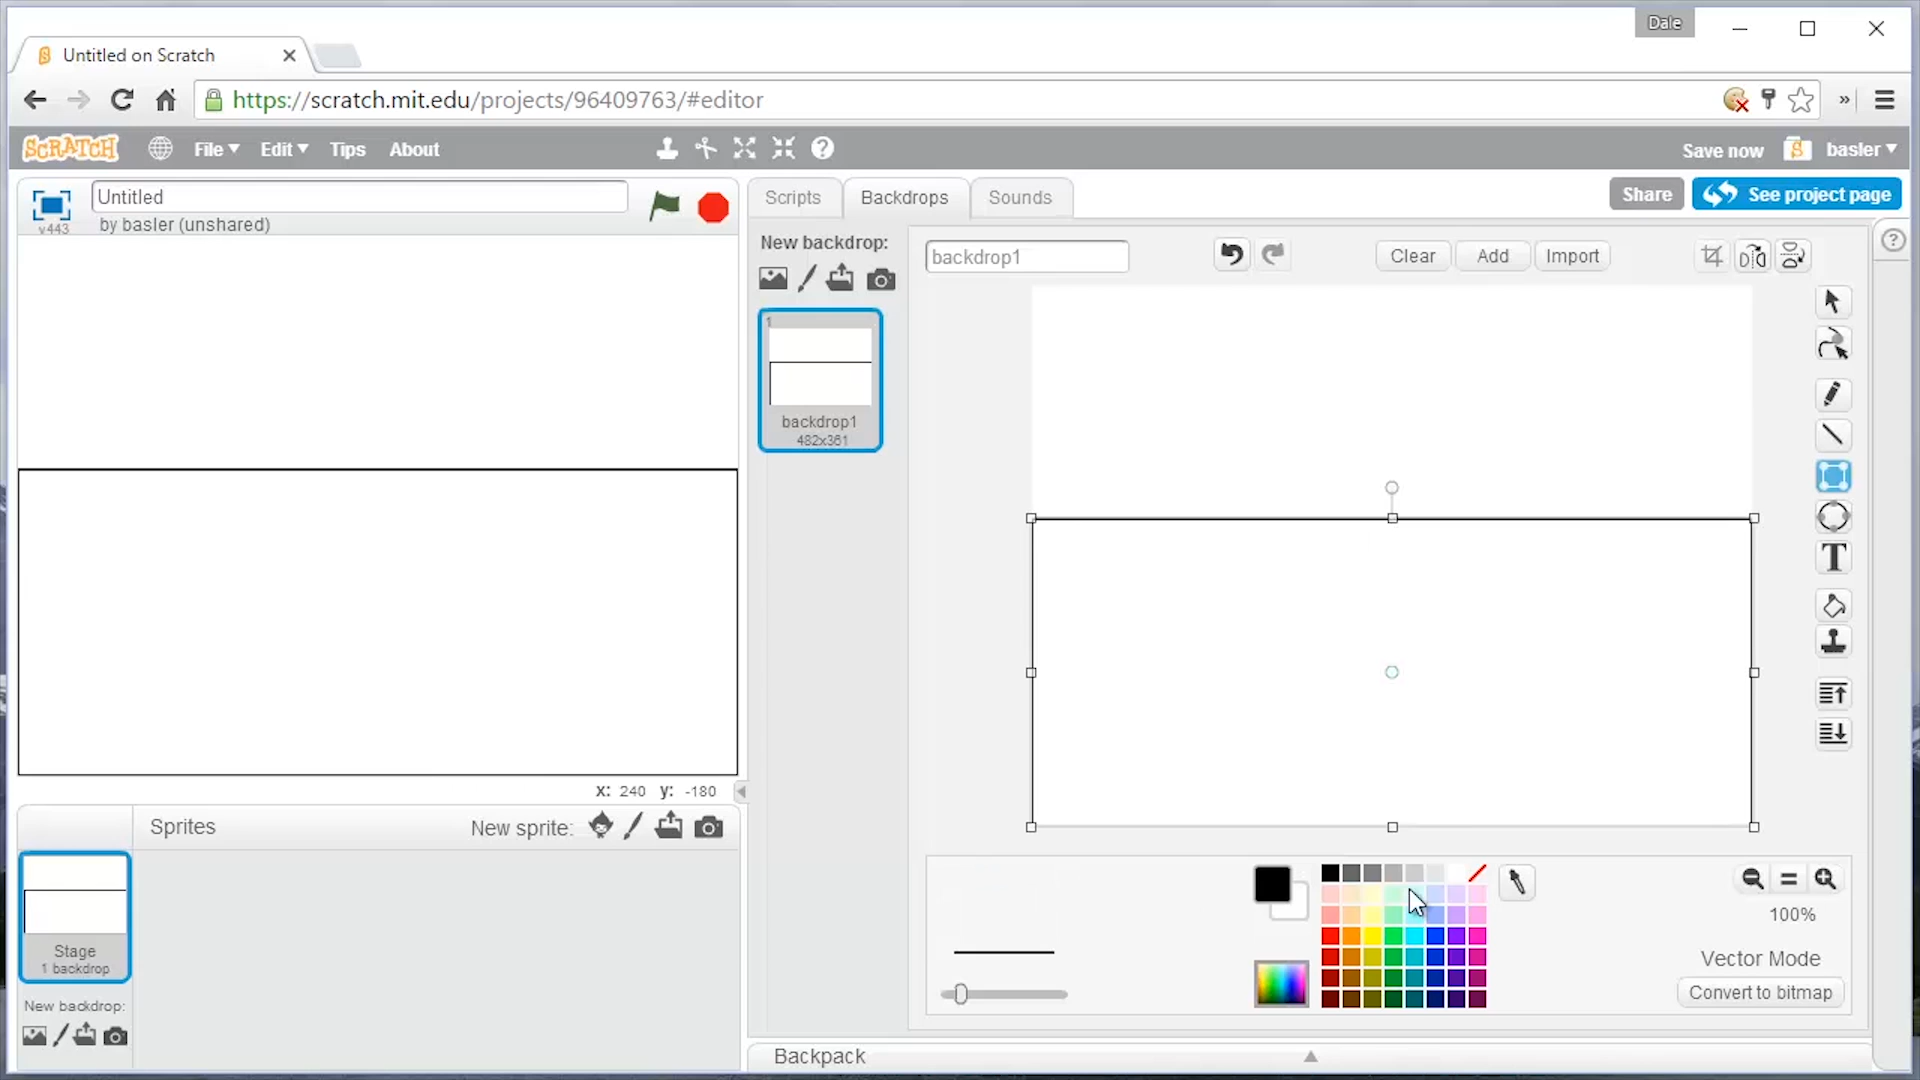 Dale
Untitled on Scratch
https://scratch.mit.edu/projects/96409763/#editor
»
SCRATCH
File
Edit
Tips
About
Save now
basler
Untitled
by basler (unshared)
v443
Scripts
Backdrops
Sounds
Share
See project page
New backdrop:
backdrop1
Clear
Add
Import
1
backdrop1
482x361
T
x: 240 y: -180
Sprites
New sprite:
Stage
1 backdrop
New backdrop:
100%
Vector Mode
Convert to bitmap
Backpack